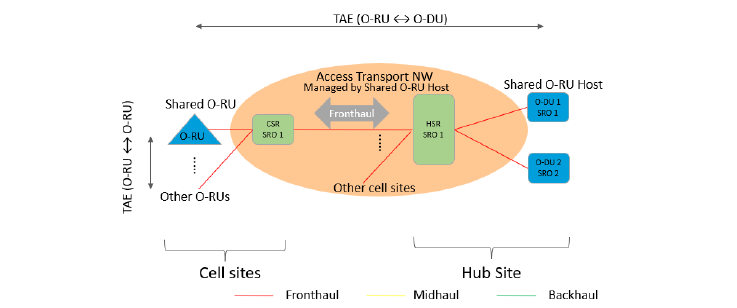 TAE (O-RU ↔ O-DU)
Access Transport NW
Managed by Shared O-RU Host
Shared O-RU Host
Shared O-RU
Fronthaul
O-DU 1
SRO 1
O-RU
CSR
SRO 1
HSR
SRO 1
TAE (O-RU ↔ O-RU)
O-DU 2
SRO 2
Other O-RUs
Other cell sites
Cell sites
Hub Site
Fronthaul
Midhaul
Backhaul